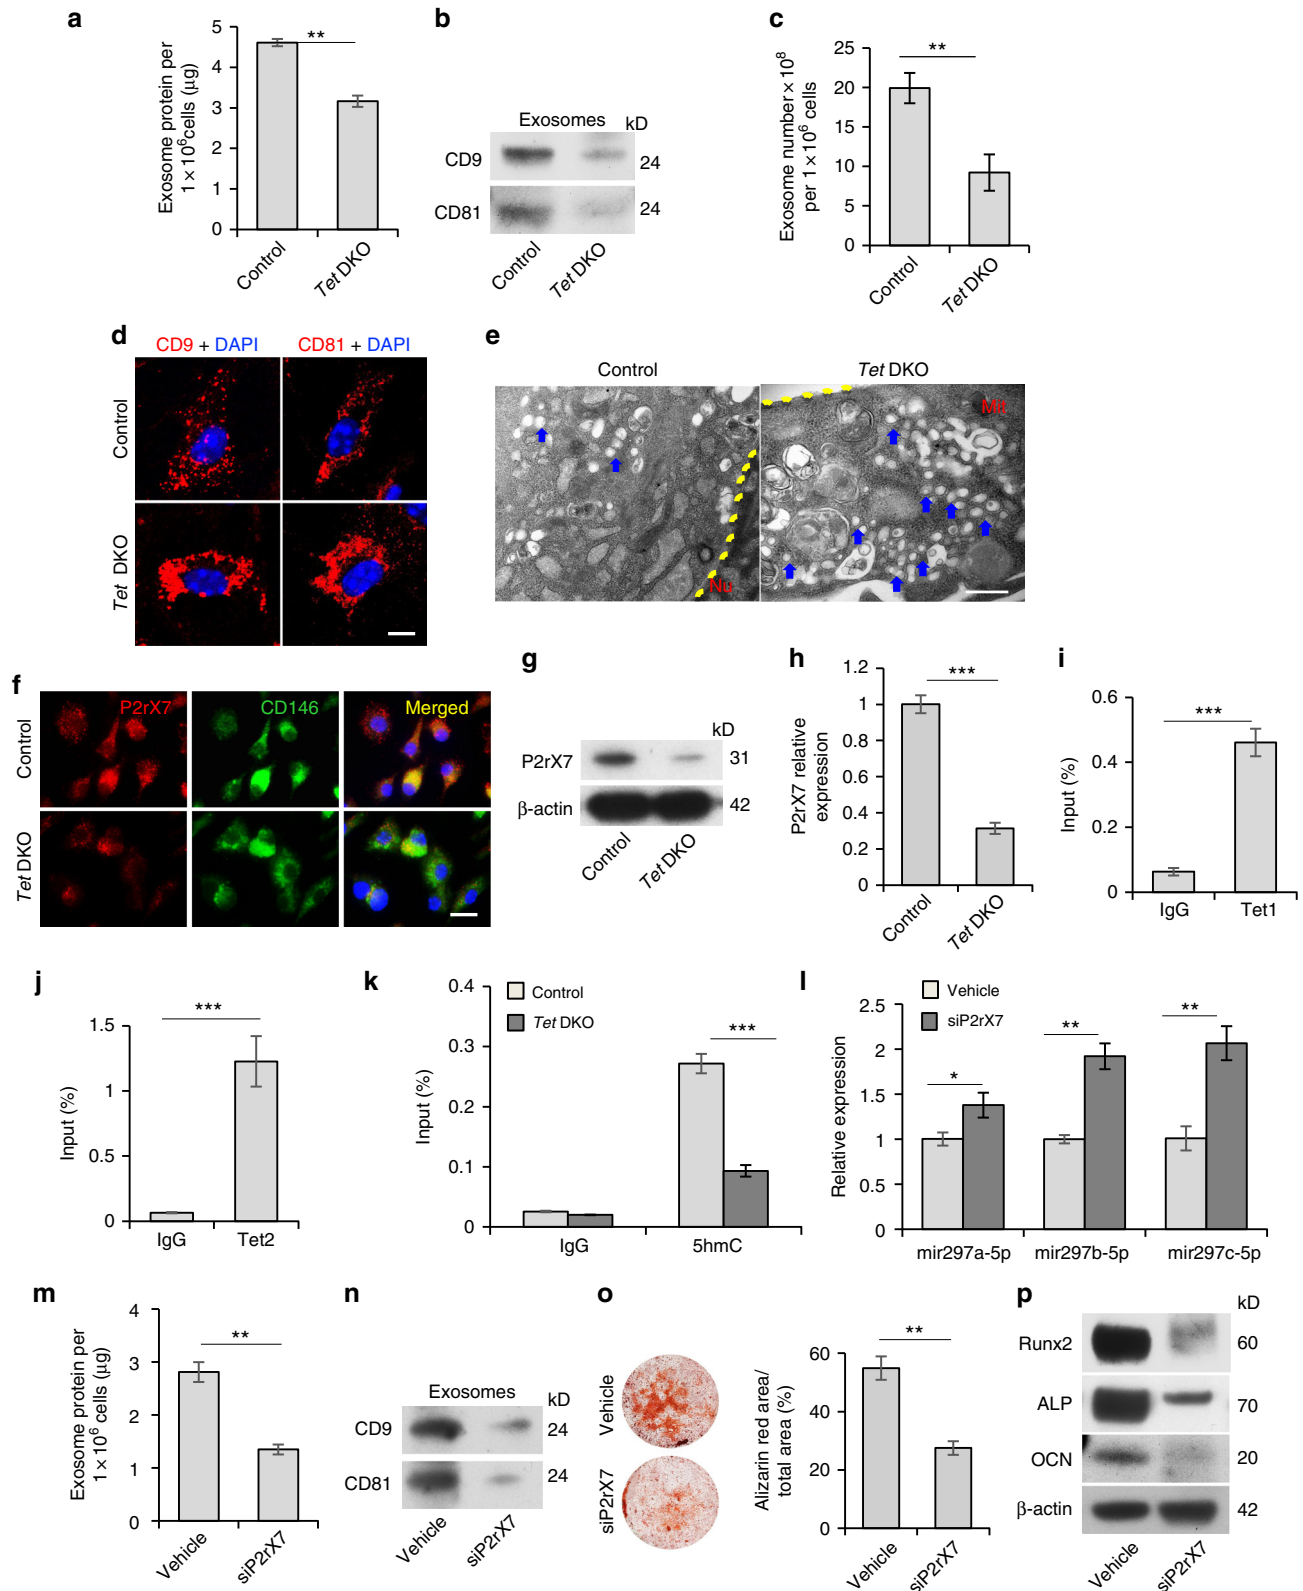 a
Exosome protein per
1 × 10⁶cells (μg)
5
4
3
2
1
0
**
Control
Tet DKO
b
Exosomes
kD
CD9
24
CD81
24
Control
Tet DKO
c
Exosome number × 10⁸
per 1 × 10⁶ cells
25
20
15
10
5
0
**
Control
Tet DKO
d
CD9 + DAPI
CD81 + DAPI
Control
Tet DKO
e
Control
Tet DKO
Nu
Mit
f
P2rX7
CD146
Merged
Control
Tet DKO
g
kD
P2rX7
31
β-actin
42
Control
Tet DKO
h
P2rX7 relative
expression
1.2
1
0.8
0.6
0.4
0.2
0
***
Control
Tet DKO
i
Input (%)
0.6
0.4
0.2
0
***
IgG
Tet1
j
Input (%)
1.5
1
0.5
0
***
IgG
Tet2
k
Input (%)
0.4
0.3
0.2
0.1
0
Control
Tet DKO
***
IgG
5hmC
l
Relative expression
2.5
2
1.5
1
0.5
0
Vehicle
siP2rX7
*
**
**
mir297a-5p
mir297b-5p
mir297c-5p
m
Exosome protein per
1 × 10⁶ cells (μg)
4
3
2
1
0
**
Vehicle
siP2rX7
n
Exosomes
kD
CD9
24
CD81
24
Vehicle
siP2rX7
o
Vehicle
siP2rX7
Alizarin red area/
total area (%)
60
40
20
0
**
Vehicle
siP2rX7
p
kD
Runx2
60
ALP
70
OCN
20
β-actin
42
Vehicle
siP2rX7